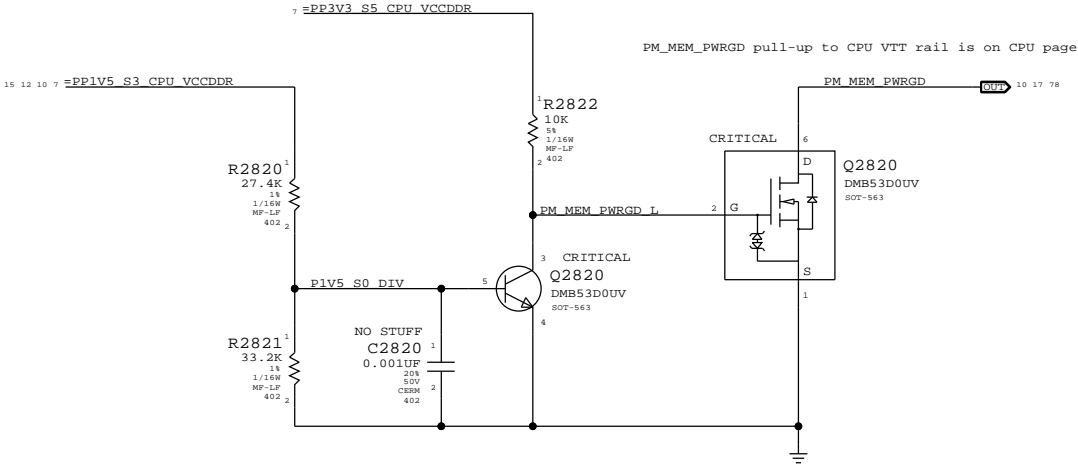 7 =PP3V3_S5_CPU_VCCDDR
PM_MEM_PWRGD pull-up to CPU VTT rail is on CPU page
15 12 10 7 =PP1V5_S3_CPU_VCCDDR
PM_MEM_PWRGD
OUT 10 17 78
1
R2822
10K
5%
1/16W
MF-LF
402
2
CRITICAL
6
D
Q2820
DMB53D0UV
SOT-563
2
G
S
1
R2820
1
27.4K
1%
1/16W
MF-LF
402
2
PM_MEM_PWRGD_L
3
CRITICAL
Q2820
DMB53D0UV
SOT-563
5
4
P1V5_S0_DIV
R2821
1
33.2K
1%
1/16W
MF-LF
402
2
NO STUFF
C2820
1
0.001UF
20%
50V
CERM
402
2